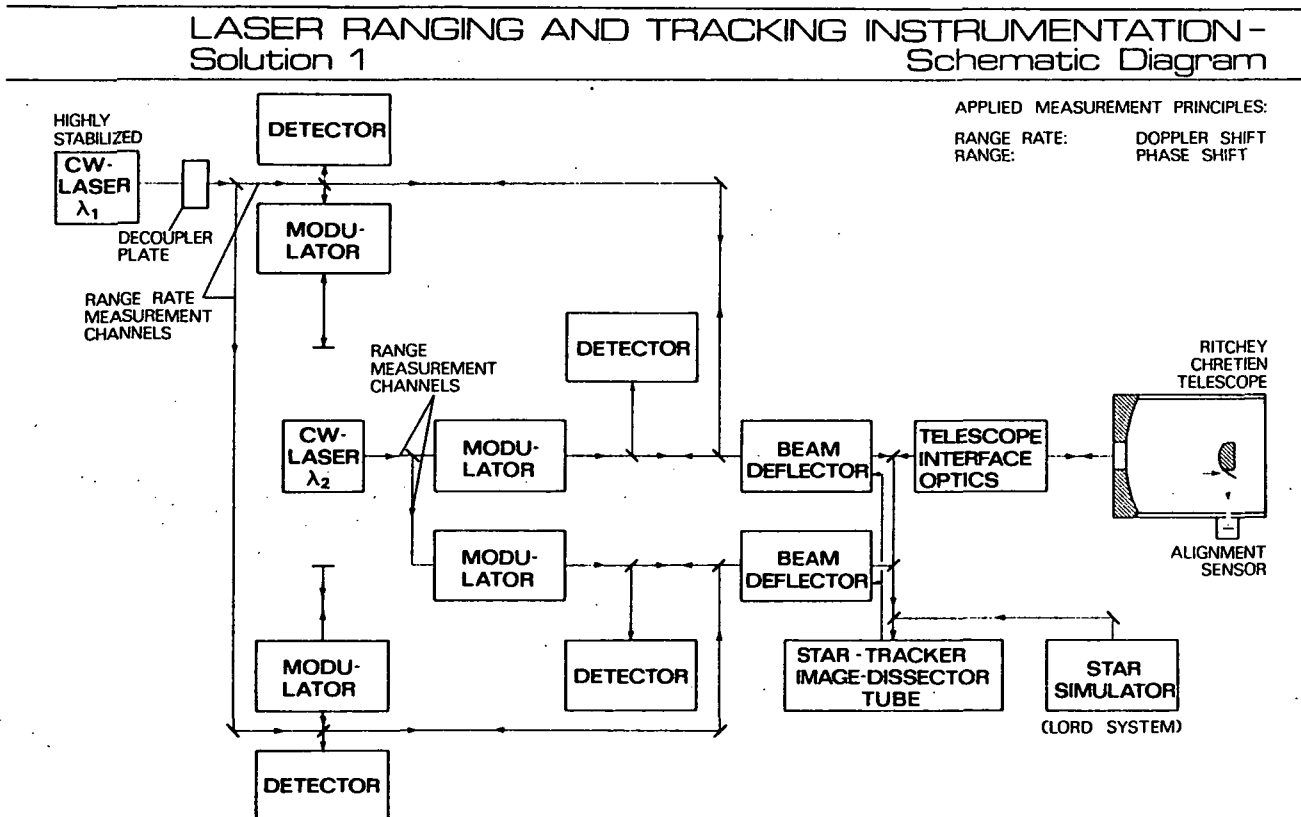 LASER RANGING AND TRACKING INSTRUMENTATION -
Solution 1
Schematic Diagram
APPLIED MEASUREMENT PRINCIPLES:
RANGE RATE: DOPPLER SHIFT
RANGE: PHASE SHIFT
HIGHLY
STABILIZED
CW-
LASER
λ1
DECOUPLER
PLATE
DETECTOR
MODU-
LATOR
RANGE RATE
MEASUREMENT
CHANNELS
RANGE
MEASUREMENT
CHANNELS
DETECTOR
RITCHEY
CHRETIEN
TELESCOPE
CW-
LASER
λ2
MODU-
LATOR
BEAM
DEFLECTOR
TELESCOPE
INTERFACE
OPTICS
MODU-
LATOR
BEAM
DEFLECTOR
ALIGNMENT
SENSOR
MODU-
LATOR
DETECTOR
STAR-TRACKER
IMAGE-DISSECTOR
TUBE
STAR
SIMULATOR
(LORD SYSTEM)
DETECTOR